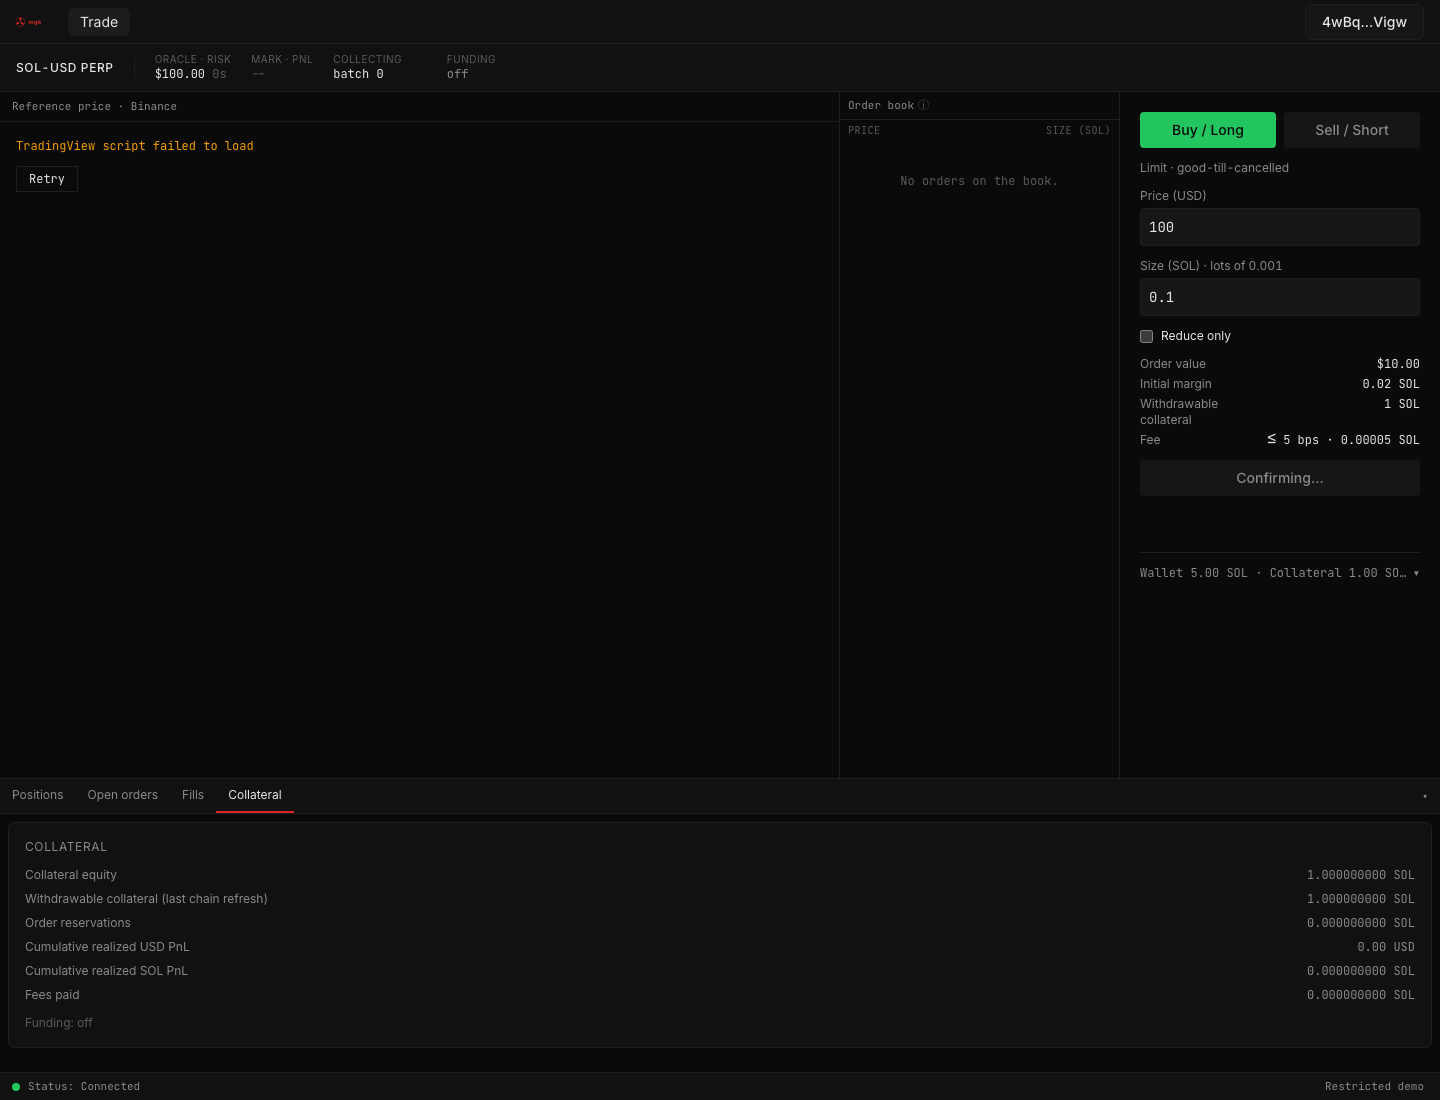 mgk
Trade
4wBq...Vigw
SOL-USD PERP
ORACLE · RISK
$100.00 0s
MARK · PNL
--
COLLECTING
batch 0
FUNDING
off
Reference price · Binance
TradingView script failed to load
Retry
Order book ⓘ
PRICE SIZE (SOL)
No orders on the book.
Buy / Long
Sell / Short
Limit · good-till-cancelled
Price (USD)
100
Size (SOL) · lots of 0.001
0.1
Reduce only
Order value $10.00
Initial margin 0.02 SOL
Withdrawable 1 SOL
collateral
Fee ≤ 5 bps · 0.00005 SOL
Confirming...
Wallet 5.00 SOL · Collateral 1.00 SO… ▾
Positions
Open orders
Fills
Collateral
▾
COLLATERAL
Collateral equity 1.000000000 SOL
Withdrawable collateral (last chain refresh) 1.000000000 SOL
Order reservations 0.000000000 SOL
Cumulative realized USD PnL 0.00 USD
Cumulative realized SOL PnL 0.000000000 SOL
Fees paid 0.000000000 SOL
Funding: off
Status: Connected
Restricted demo